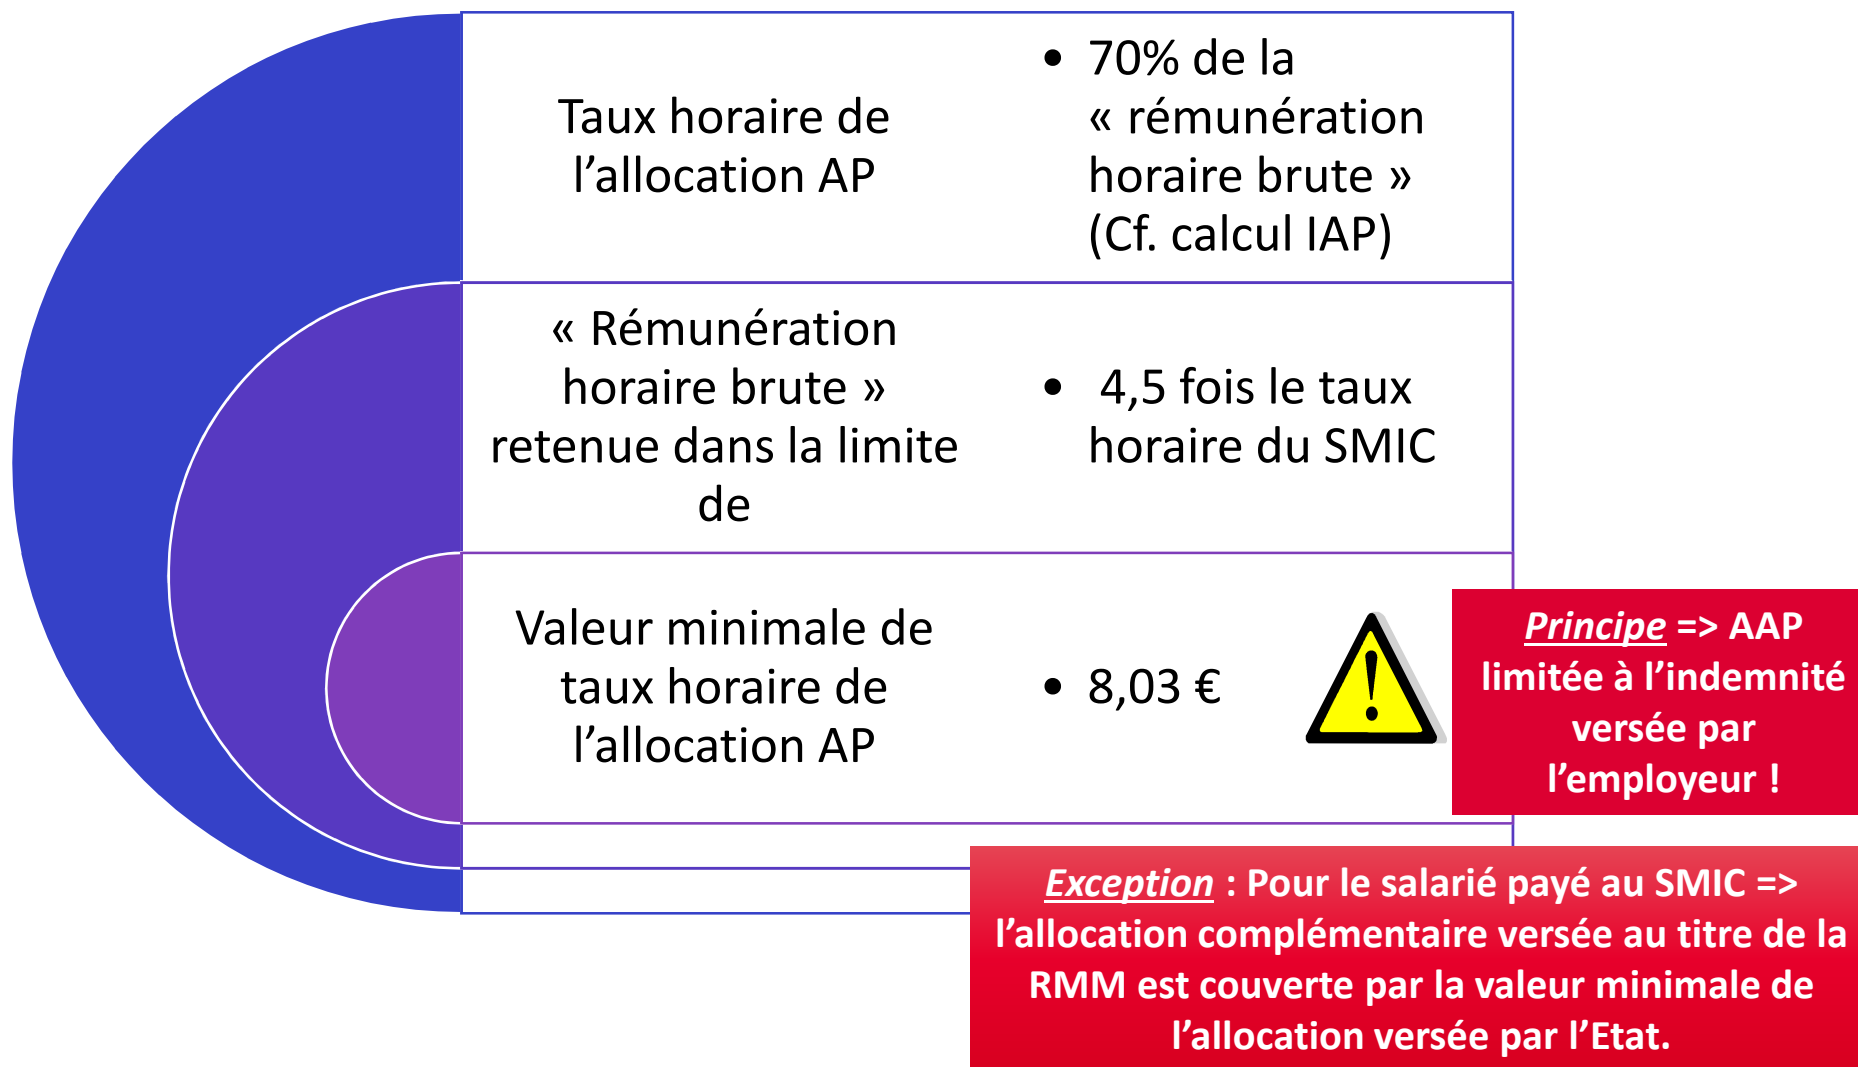 Taux horaire de
l’allocation AP
• 70% de la
« rémunération
horaire brute »
(Cf. calcul IAP)
« Rémunération
horaire brute »
retenue dans la limite
de
• 4,5 fois le taux
horaire du SMIC
Valeur minimale de
taux horaire de
l’allocation AP
• 8,03 €
!
Principe => AAP
limitée à l’indemnité
versée par
l’employeur !
Exception : Pour le salarié payé au SMIC =>
l’allocation complémentaire versée au titre de la
RMM est couverte par la valeur minimale de
l’allocation versée par l’Etat.